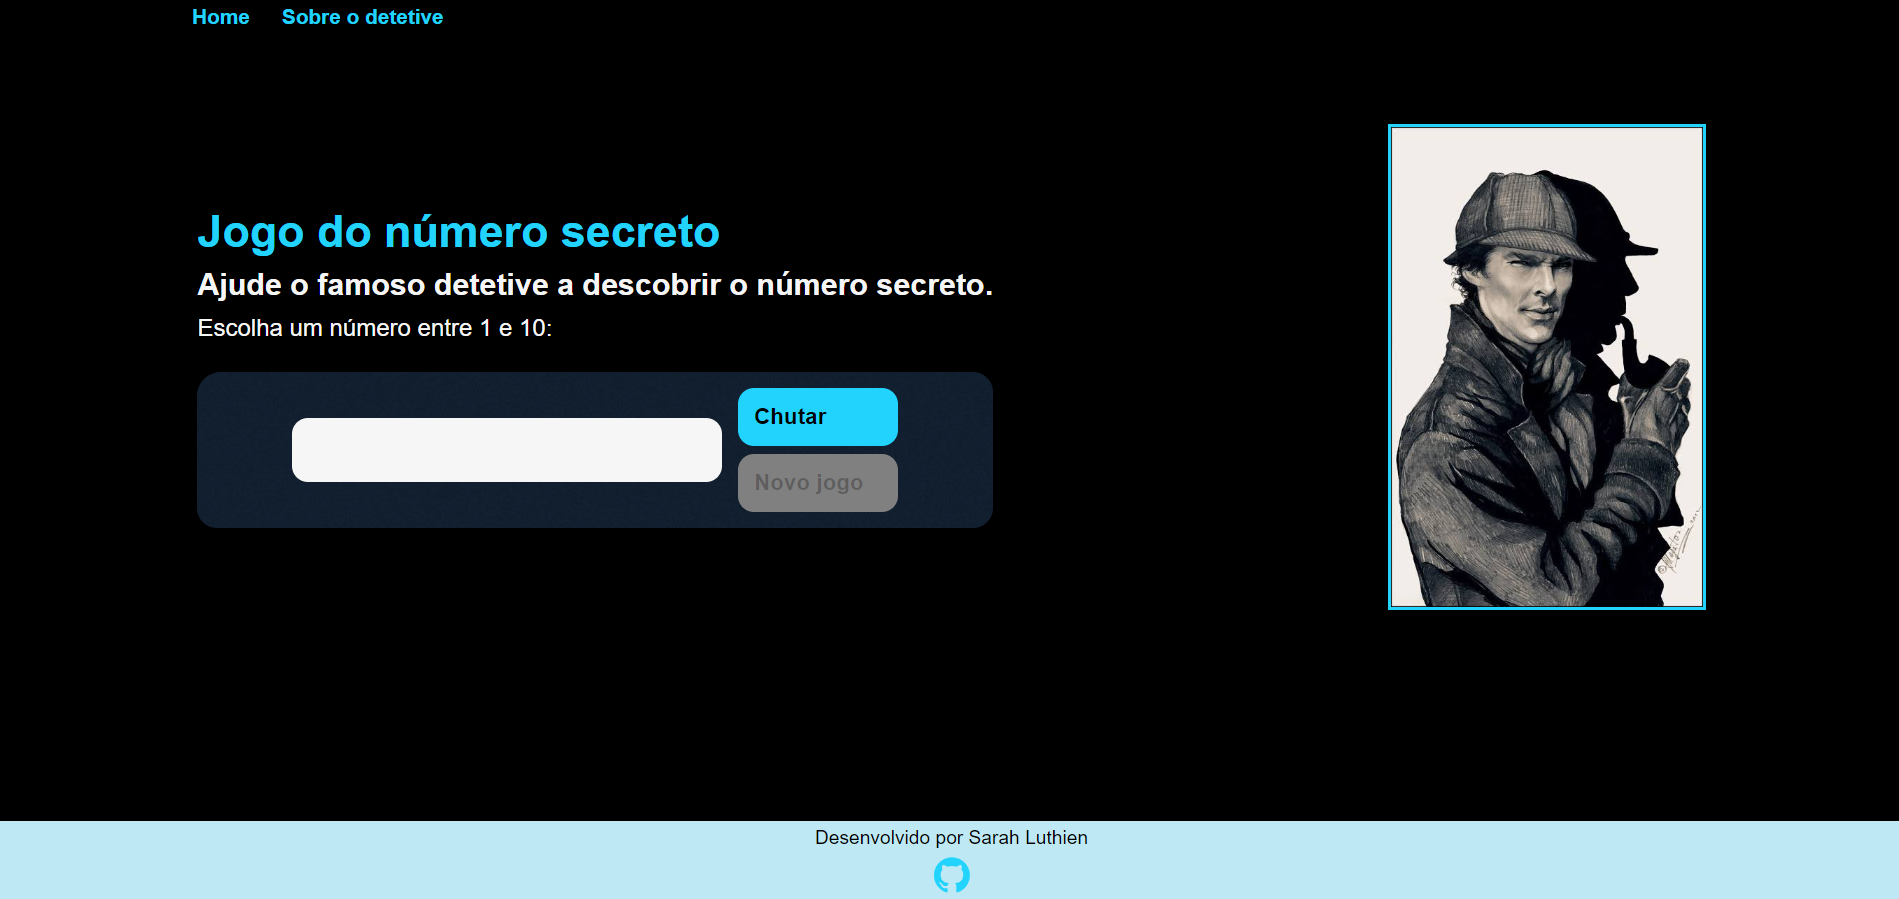 Home Sobre o detetive
Jogo do número secreto
Ajude o famoso detetive a descobrir o número secreto.
Escolha um número entre 1 e 10:
Chutar
Novo jogo
Desenvolvido por Sarah Luthien